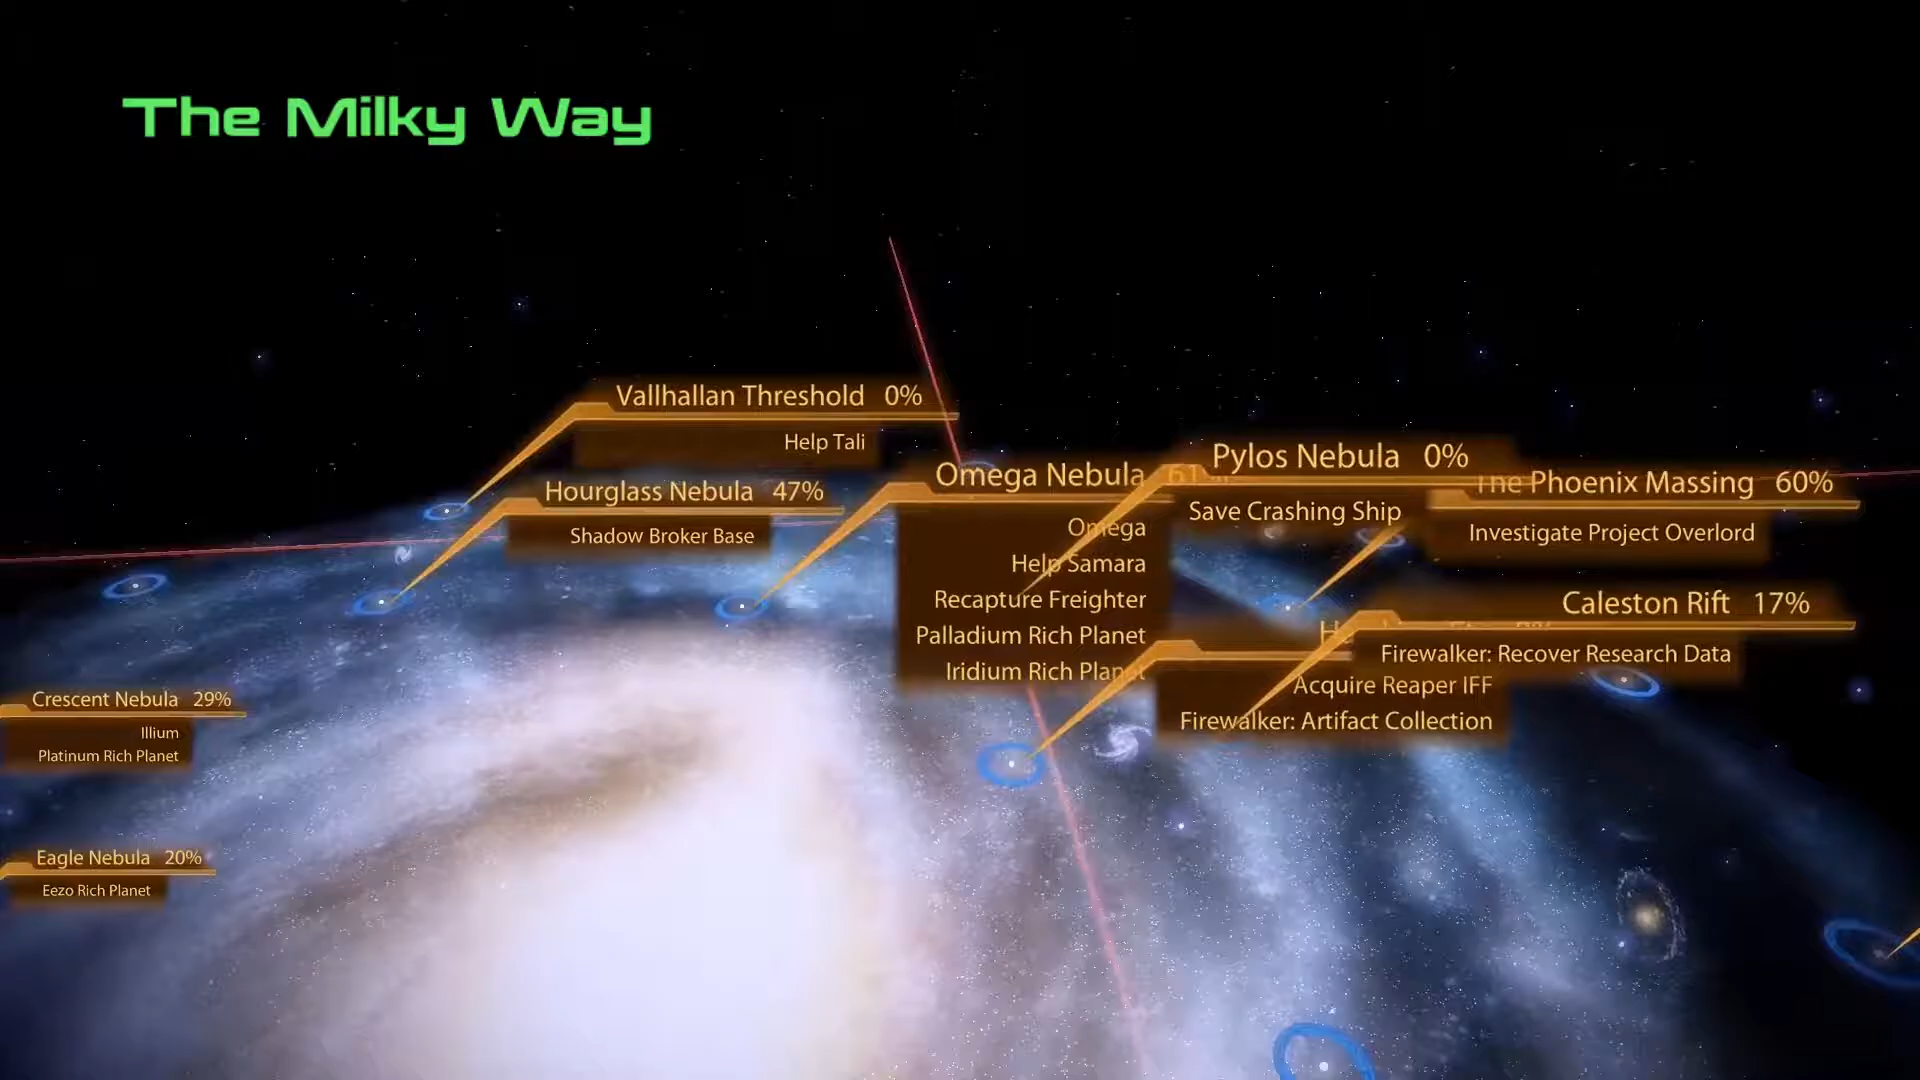 The Milky Way
Vallhallan Threshold 0%
Help Tali
Hourglass Nebula 47%
Shadow Broker Base
Omega Nebula
Omega
Help Samara
Recapture Freighter
Palladium Rich Planet
Iridium Rich Planet
Pylos Nebula 0%
Save Crashing Ship
The Phoenix Massing 60%
Investigate Project Overlord
Caleston Rift 17%
Firewalker: Recover Research Data
Acquire Reaper IFF
Firewalker: Artifact Collection
Crescent Nebula 29%
Illium
Platinum Rich Planet
Eagle Nebula 20%
Eezo Rich Planet